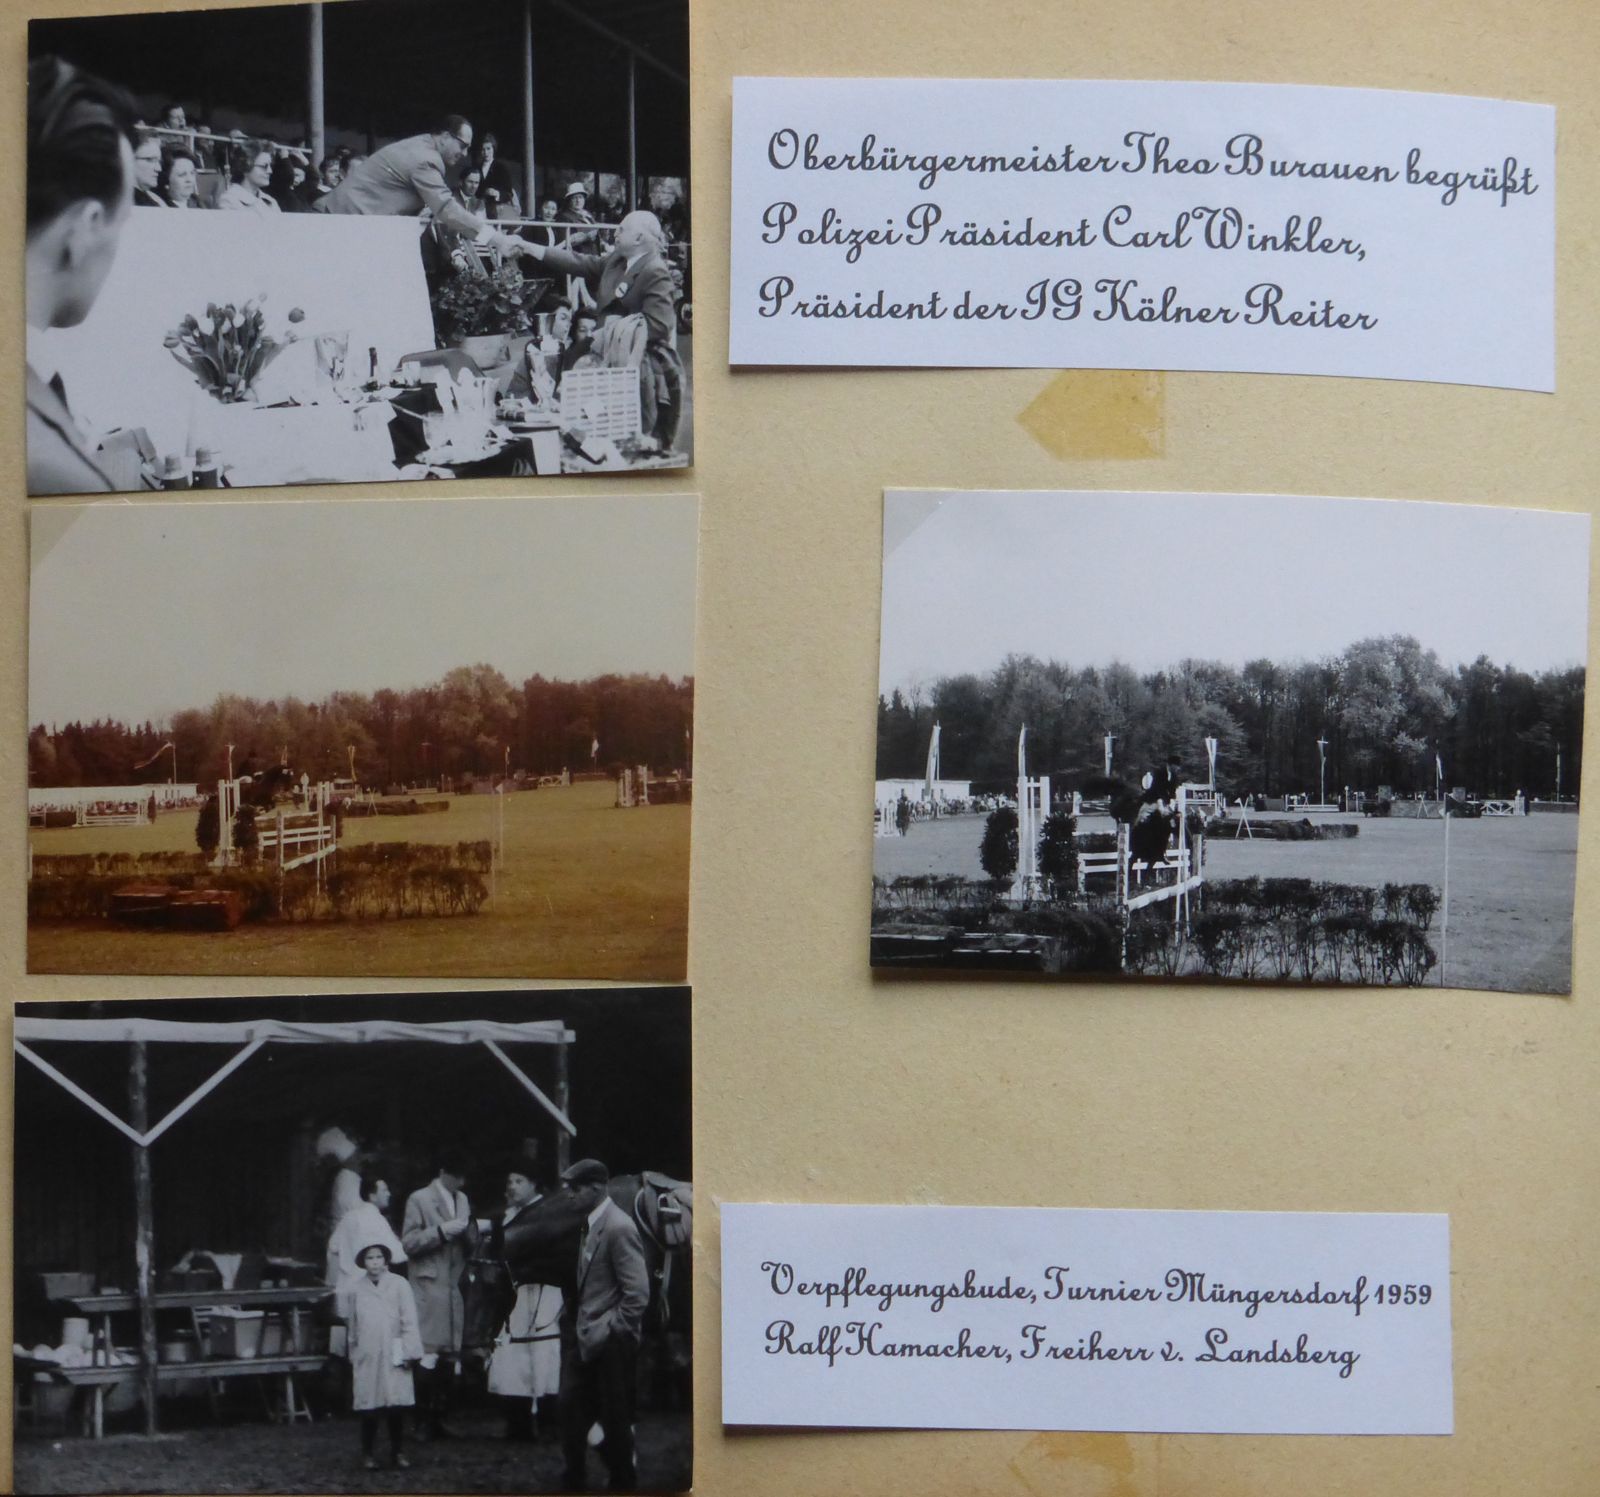 Oberbürgermeister Theo Burauen begrüßt
Polizei Präsident Carl Winkler,
Präsident der IG Kölner Reiter
Verpflegungsbude, Turnier Müngersdorf 1959
Ralf Hamacher, Freiherr v. Landsberg